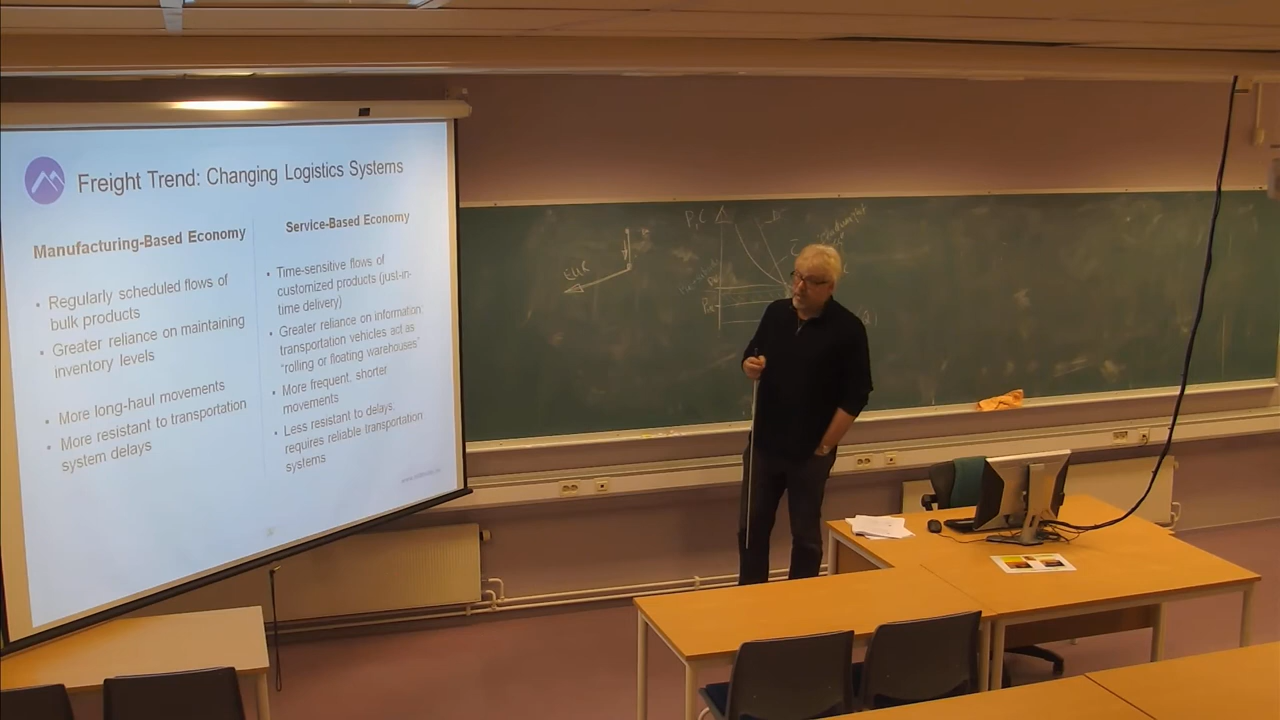 Freight Trend: Changing Logistics Systems
Manufacturing-Based Economy
• Regularly scheduled flows of
bulk products
• Greater reliance on maintaining
inventory levels
• More long-haul movements
• More resistant to transportation
system delays
Service-Based Economy
• Time-sensitive flows of
customized products (just-in-
time delivery)
• Greater reliance on information;
transportation vehicles act as
"rolling or floating warehouses"
• More frequent, shorter
movements
• Less resistant to delays;
requires reliable transportation
systems
P,C